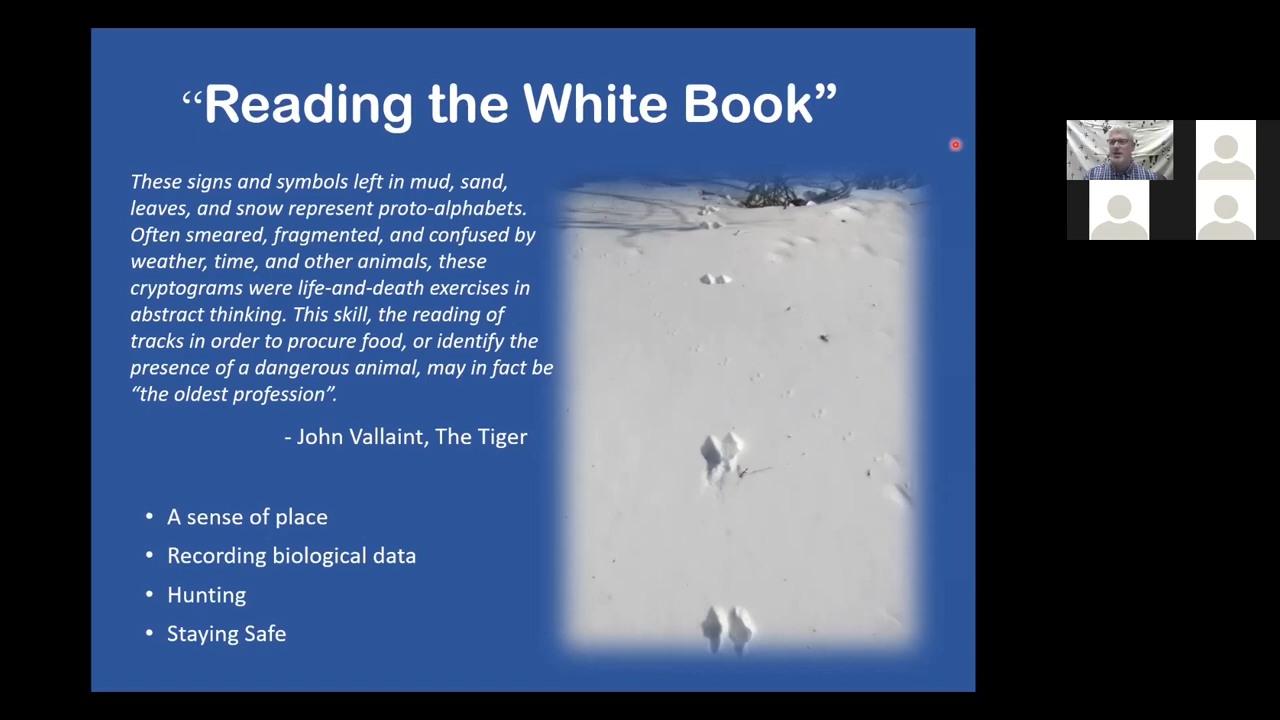 “Reading the White Book”
These signs and symbols left in mud, sand,
leaves, and snow represent proto-alphabets.
Often smeared, fragmented, and confused by
weather, time, and other animals, these
cryptograms were life-and-death exercises in
abstract thinking. This skill, the reading of
tracks in order to procure food, or identify the
presence of a dangerous animal, may in fact be
“the oldest profession”.
- John Vallaint, The Tiger
• A sense of place
• Recording biological data
• Hunting
• Staying Safe